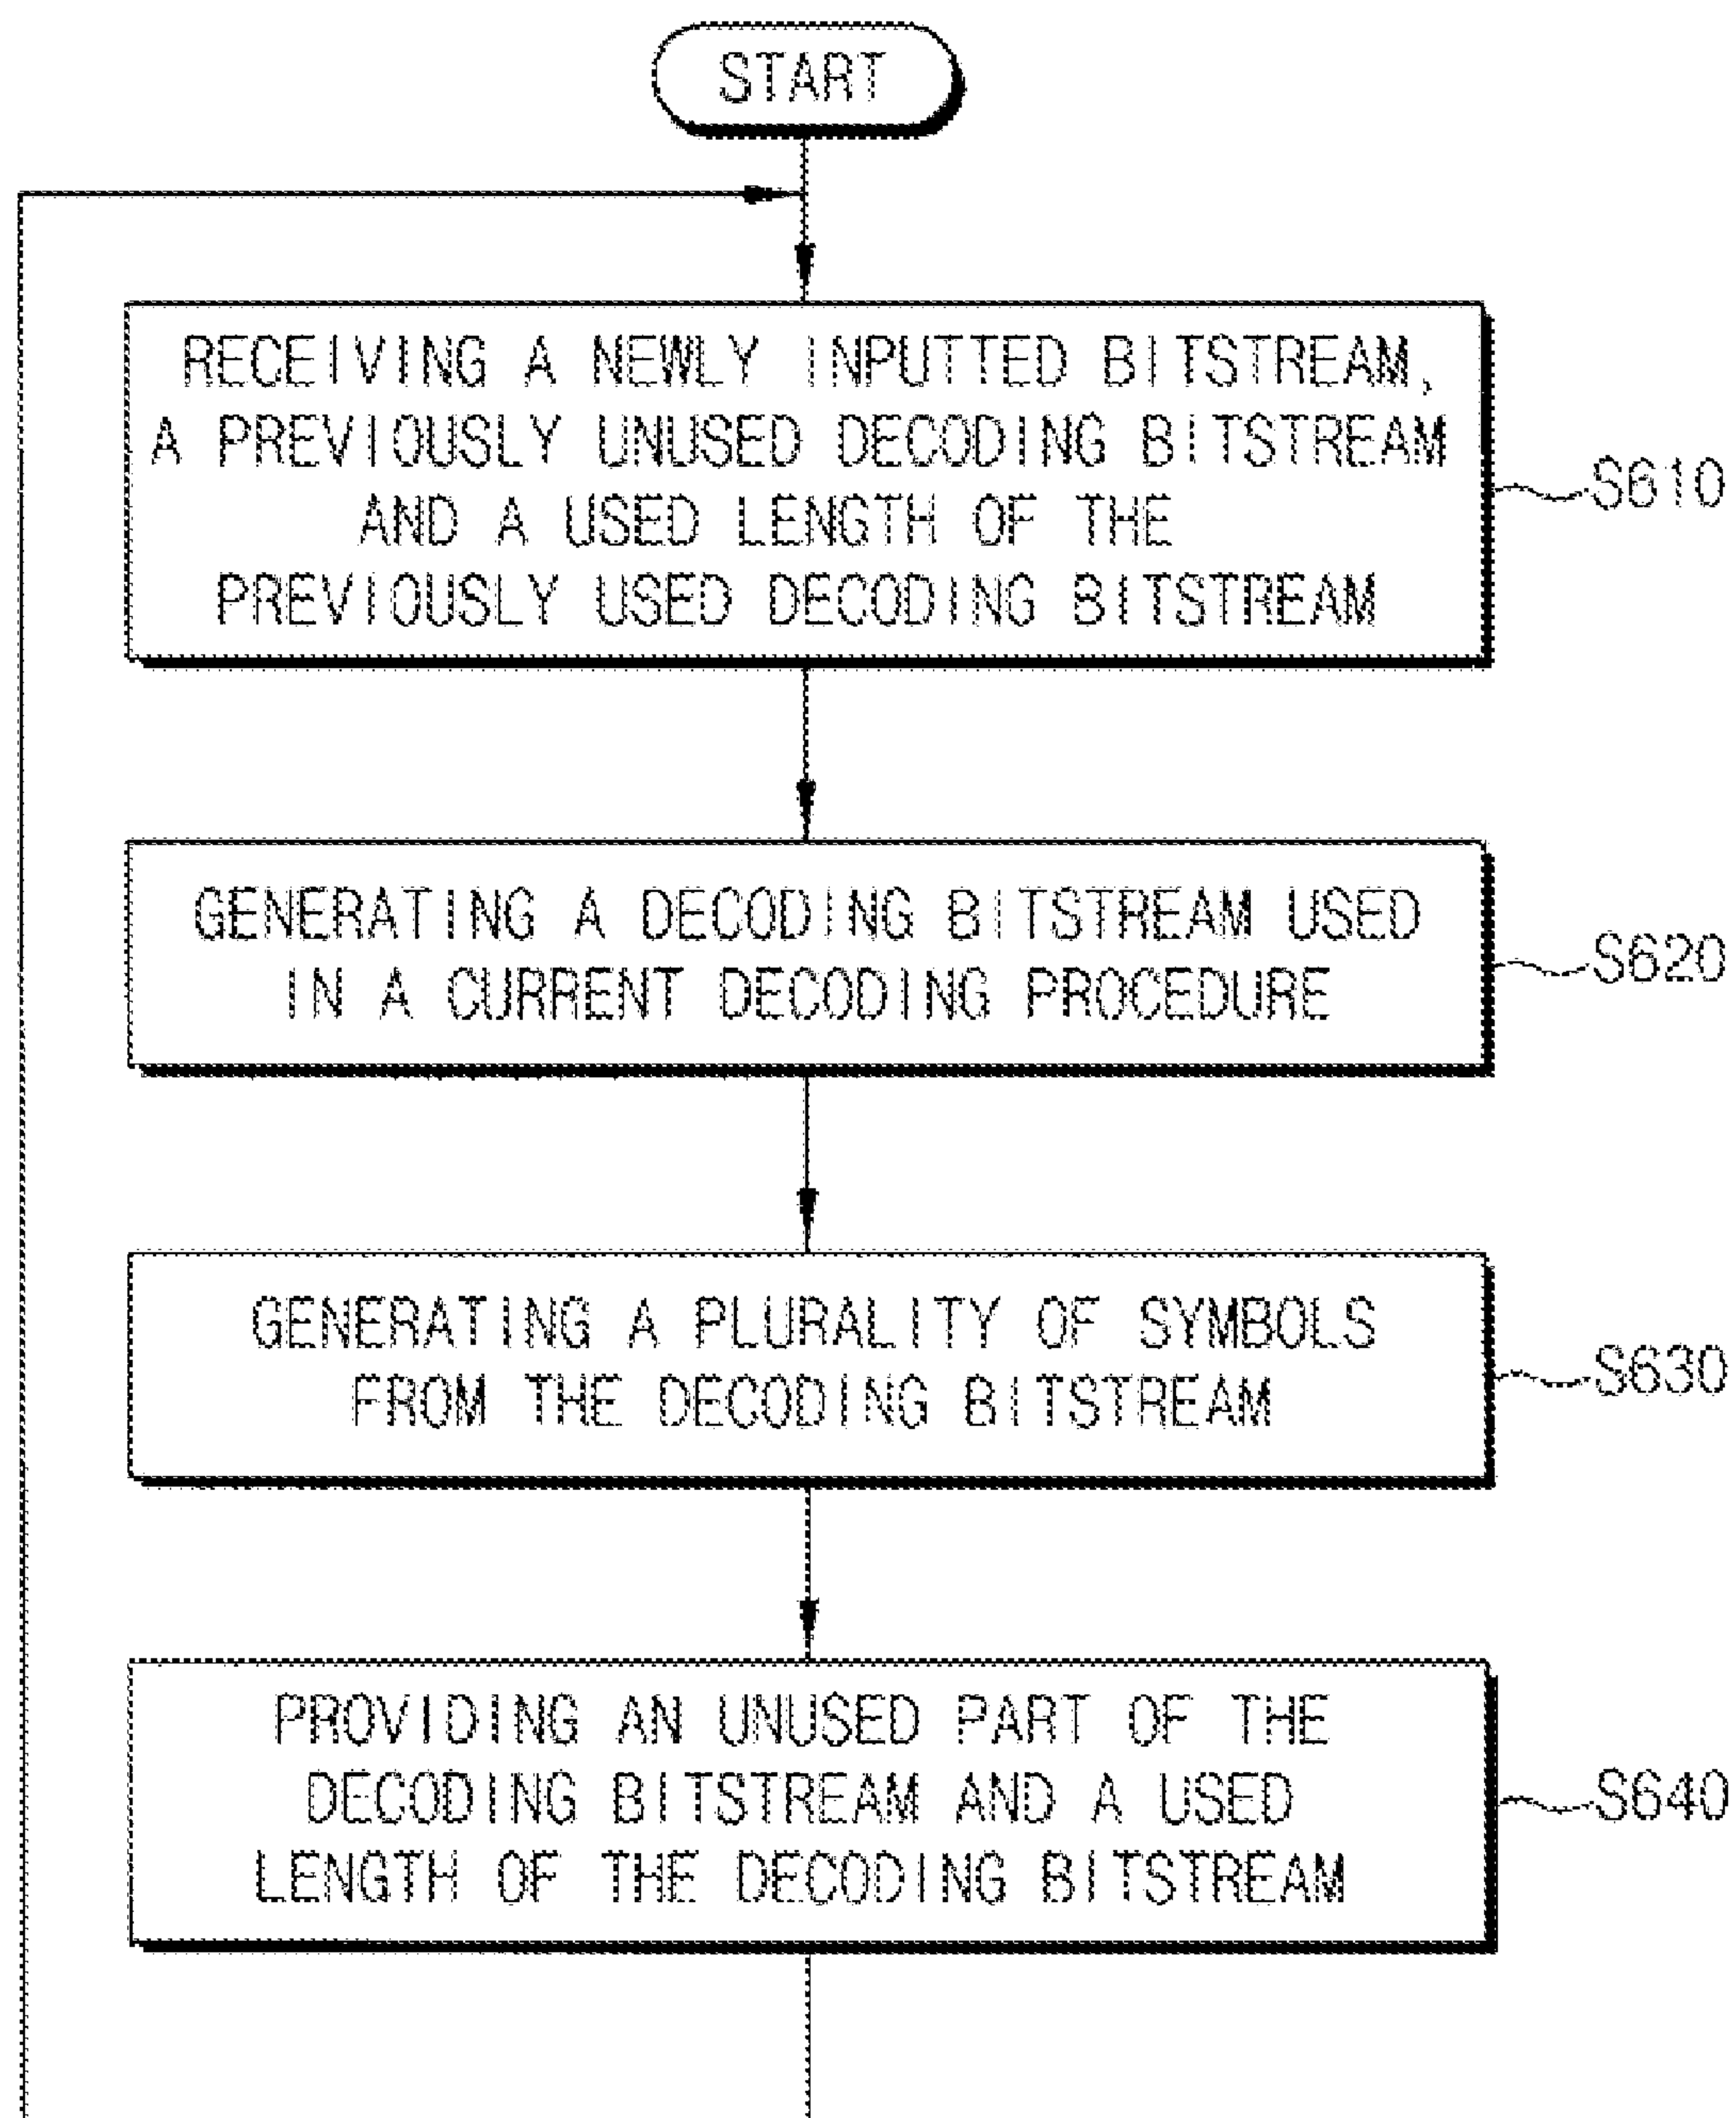 START
RECEIVING A NEWLY INPUTTED BITSTREAM,
A PREVIOUSLY UNUSED DECODING BITSTREAM
AND A USED LENGTH OF THE
PREVIOUSLY USED DECODING BITSTREAM
S610
GENERATING A DECODING BITSTREAM USED
IN A CURRENT DECODING PROCEDURE
S620
GENERATING A PLURALITY OF SYMBOLS
FROM THE DECODING BITSTREAM
S630
PROVIDING AN UNUSED PART OF THE
DECODING BITSTREAM AND A USED
LENGTH OF THE DECODING BITSTREAM
S640